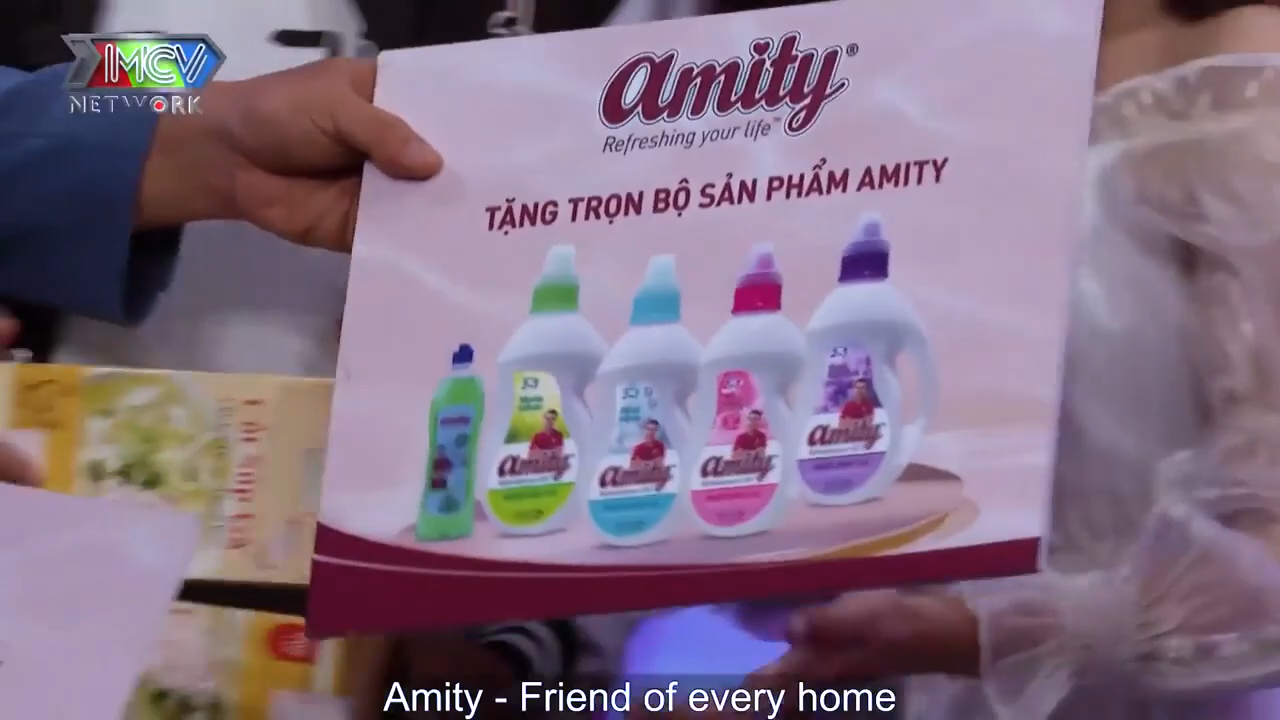 MCV
NETWORK
amity®
Refreshing your life™
TẶNG TRỌN BỘ SẢN PHẨM AMITY
amity
amity
amity
amity
Amity - Friend of every home